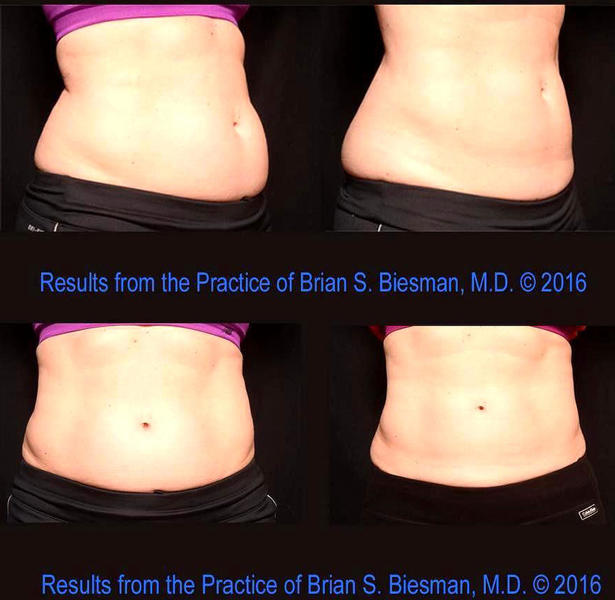 Results from the Practice of Brian S. Biesman, M.D. © 2016
Results from the Practice of Brian S. Biesman, M.D. © 2016